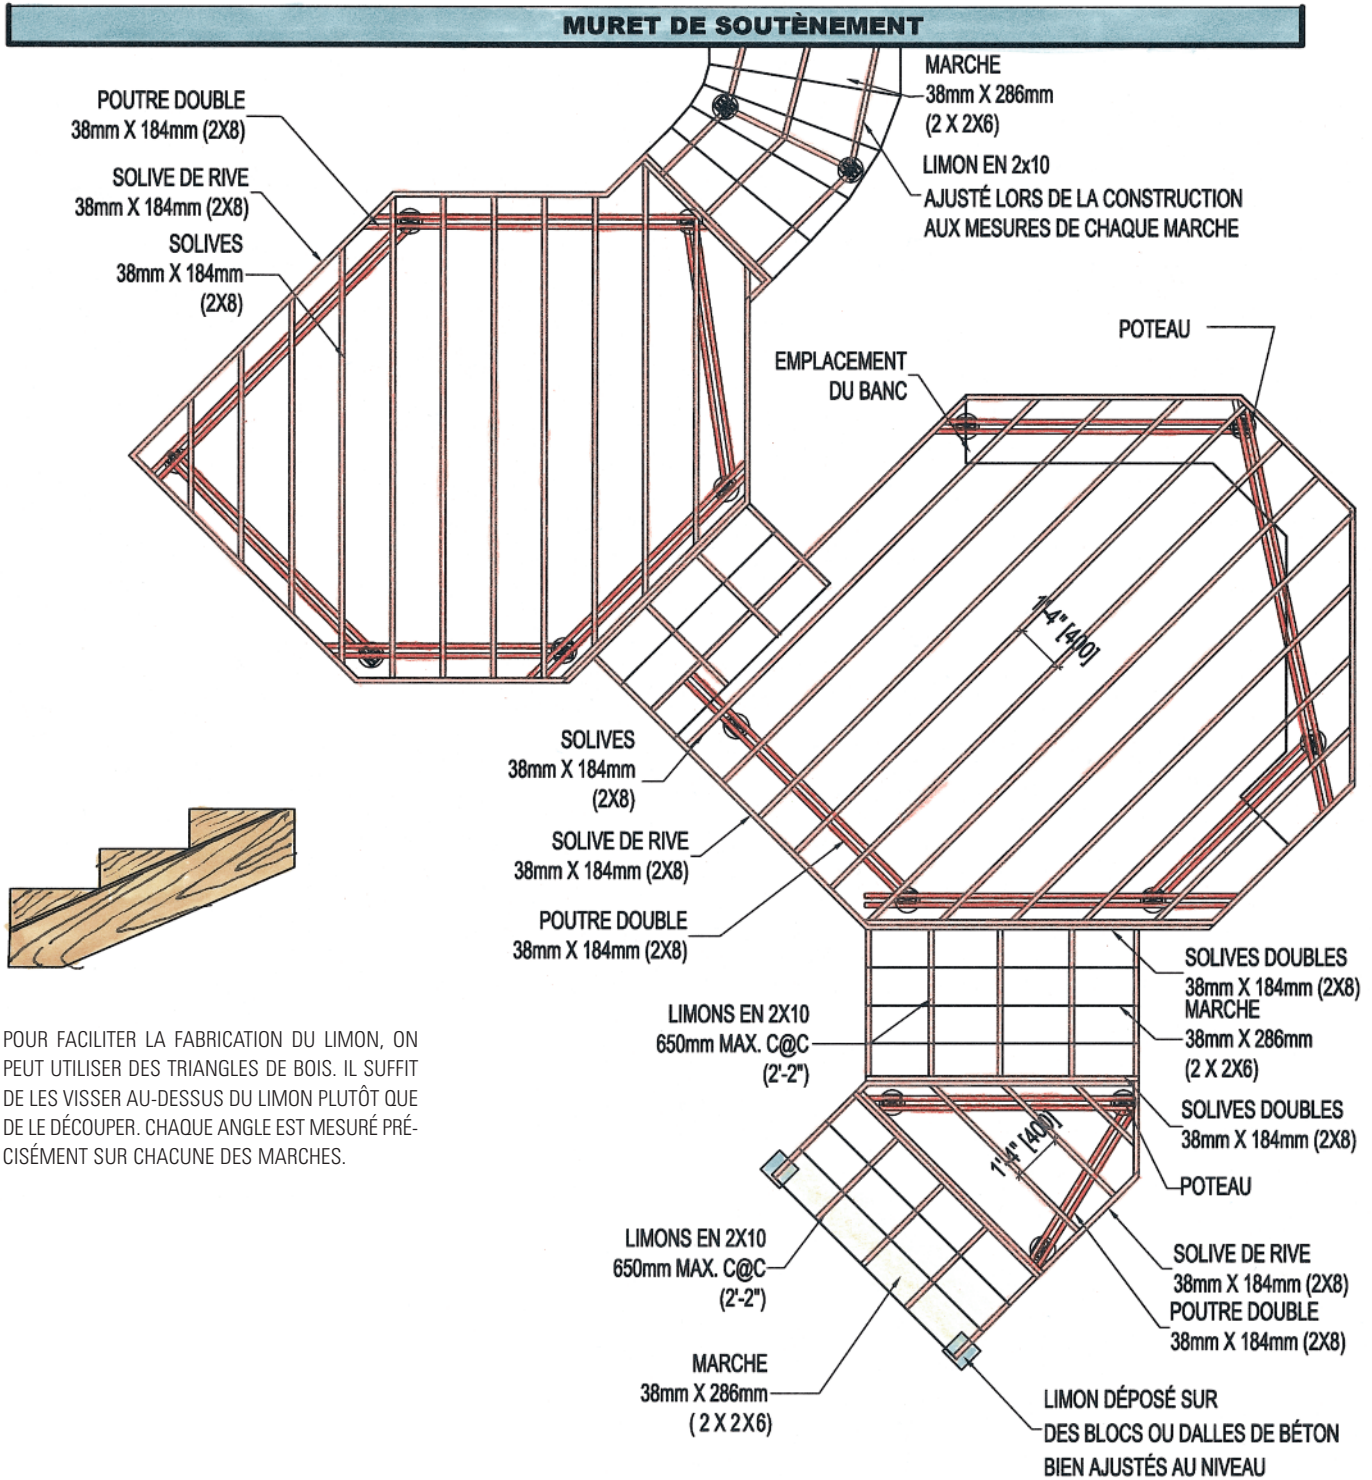 MURET DE SOUTÈNEMENT
POUTRE DOUBLE
38mm X 184mm (2X8)
SOLIVE DE RIVE
38mm X 184mm (2X8)
SOLIVES
38mm X 184mm
(2X8)
MARCHE
38mm X 286mm
(2 X 2X6)
LIMON EN 2x10
AJUSTÉ LORS DE LA CONSTRUCTION
AUX MESURES DE CHAQUE MARCHE
POTEAU
EMPLACEMENT
DU BANC
1'-4" [400]
SOLIVES
38mm X 184mm
(2X8)
SOLIVE DE RIVE
38mm X 184mm (2X8)
POUTRE DOUBLE
38mm X 184mm (2X8)
POUR FACILITER LA FABRICATION DU LIMON, ON
PEUT UTILISER DES TRIANGLES DE BOIS. IL SUFFIT
DE LES VISSER AU-DESSUS DU LIMON PLUTÔT QUE
DE LE DÉCOUPER. CHAQUE ANGLE EST MESURÉ PRÉ-
CISÉMENT SUR CHACUNE DES MARCHES.
LIMONS EN 2X10
650mm MAX. C@C
(2'-2")
SOLIVES DOUBLES
38mm X 184mm (2X8)
MARCHE
38mm X 286mm
(2 X 2X6)
SOLIVES DOUBLES
38mm X 184mm (2X8)
1'-4" [400]
POTEAU
LIMONS EN 2X10
650mm MAX. C@C
(2'-2")
SOLIVE DE RIVE
38mm X 184mm (2X8)
POUTRE DOUBLE
38mm X 184mm (2X8)
MARCHE
38mm X 286mm
( 2 X 2X6)
LIMON DÉPOSÉ SUR
DES BLOCS OU DALLES DE BÉTON
BIEN AJUSTÉS AU NIVEAU